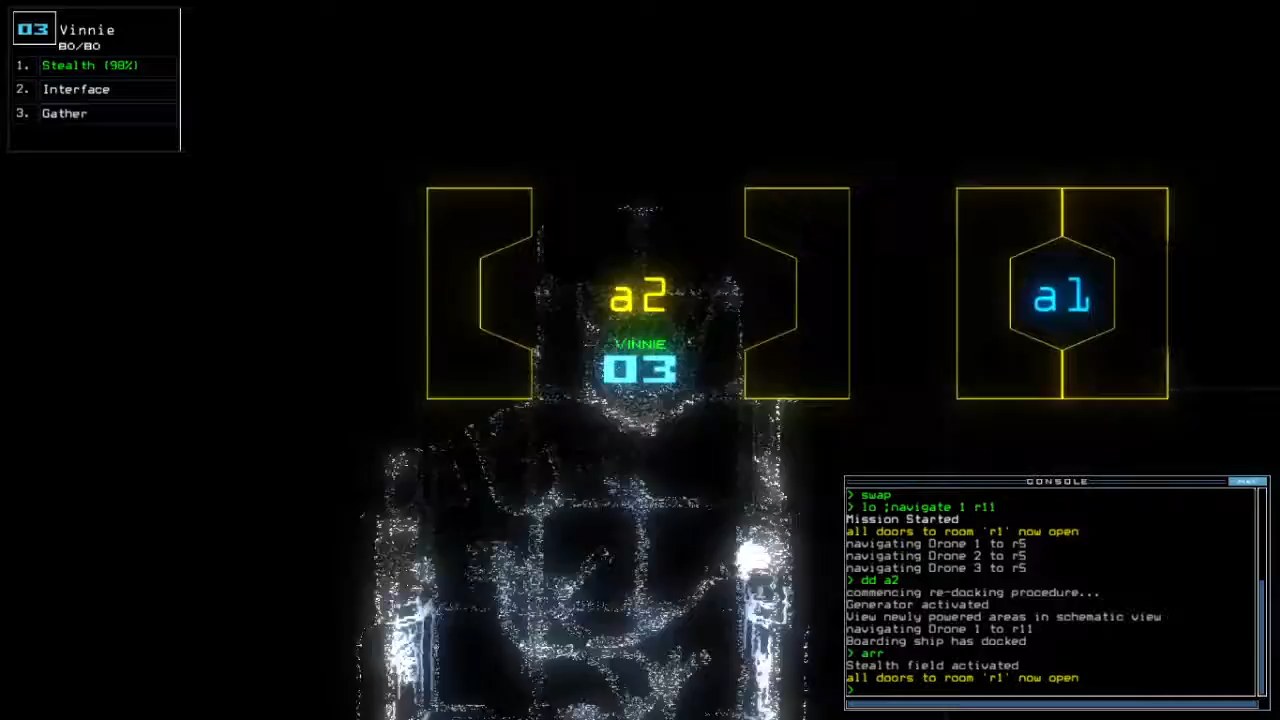 03 Vinnie
80/80
1. Stealth (98%)
2. Interface
3. Gather
a2
VINNIE
03
a1
CONSOLE
> swap
> lo ;navigate 1 r11
Mission Started
all doors to room 'r1' now open
navigating Drone 1 to r5
navigating Drone 2 to r5
navigating Drone 3 to r5
> dd a2
commencing re-docking procedure...
Generator activated
View newly powered areas in schematic view
navigating Drone 1 to r11
Boarding ship has docked
> arr
Stealth field activated
all doors to room 'r1' now open
>